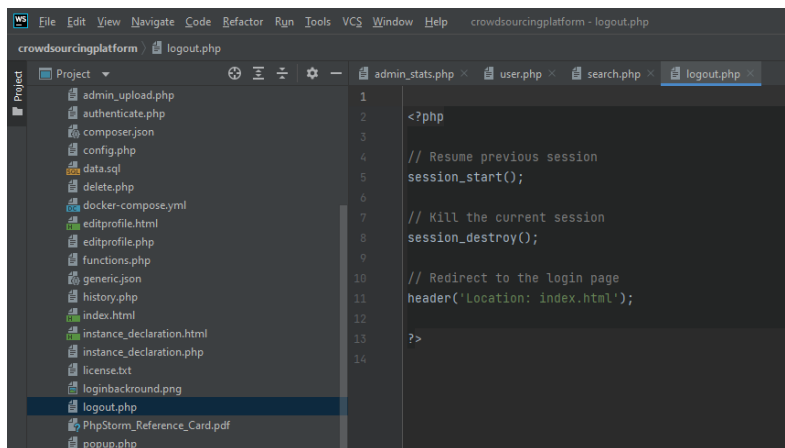 WS File Edit View Navigate Code Refactor Run Tools VCS Window Help crowdsourcingplatform - logout.php
crowdsourcingplatform logout.php
Project
Project
admin_stats.php user.php search.php logout.php
admin_upload.php
authenticate.php
composer.json
config.php
data.sql
delete.php
docker-compose.yml
editprofile.html
editprofile.php
functions.php
generic.json
history.php
index.html
instance_declaration.html
instance_declaration.php
license.txt
loginbackround.png
logout.php
PhpStorm_Reference_Card.pdf
popup.php
1
2 <?php
3
4 // Resume previous session
5 session_start();
6
7 // Kill the current session
8 session_destroy();
9
10 // Redirect to the login page
11 header('Location: index.html');
12
13 ?>
14